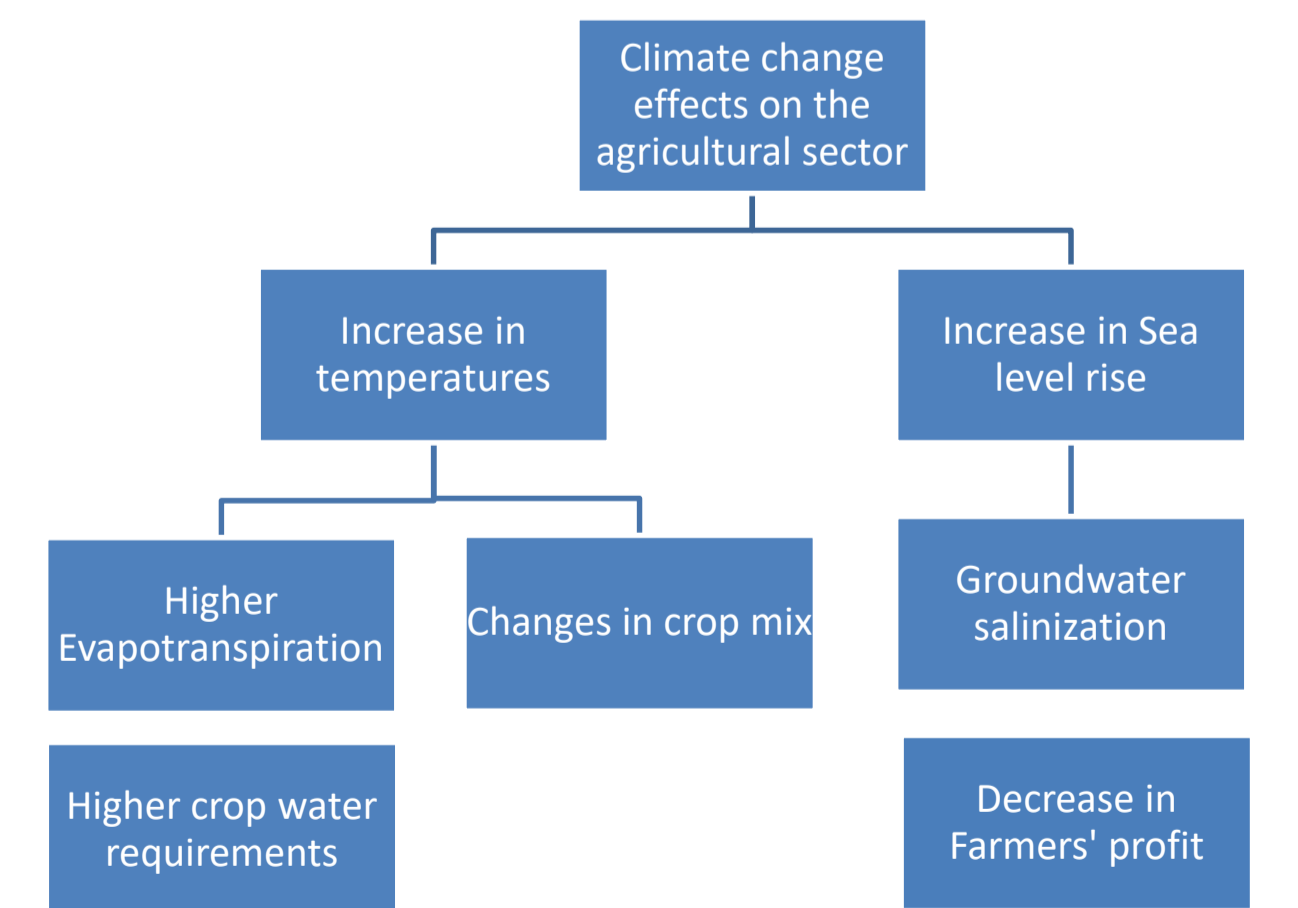 Climate change
effects on the
agricultural sector
Increase in
temperatures
Increase in Sea
level rise
Higher
Evapotranspiration
Changes in crop mix
Groundwater
salinization
Higher crop water
requirements
Decrease in
Farmers' profit